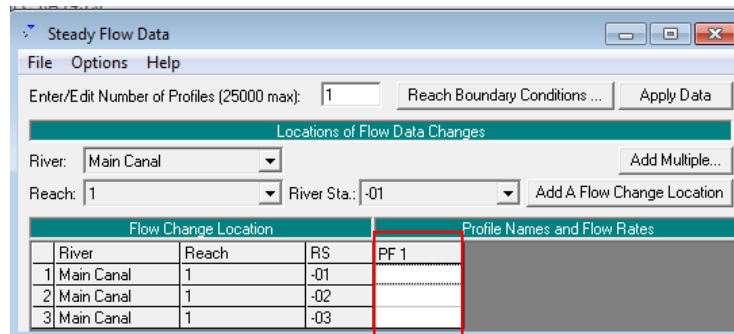 Steady Flow Data
File Options Help
Enter/Edit Number of Profiles (25000 max): 1 Reach Boundary Conditions ... Apply Data
Locations of Flow Data Changes
River: Main Canal Add Multiple...
Reach: 1 River Sta.: -01 Add A Flow Change Location
Flow Change Location Profile Names and Flow Rates
River Reach RS PF 1
1 Main Canal 1 -01
2 Main Canal 1 -02
3 Main Canal 1 -03